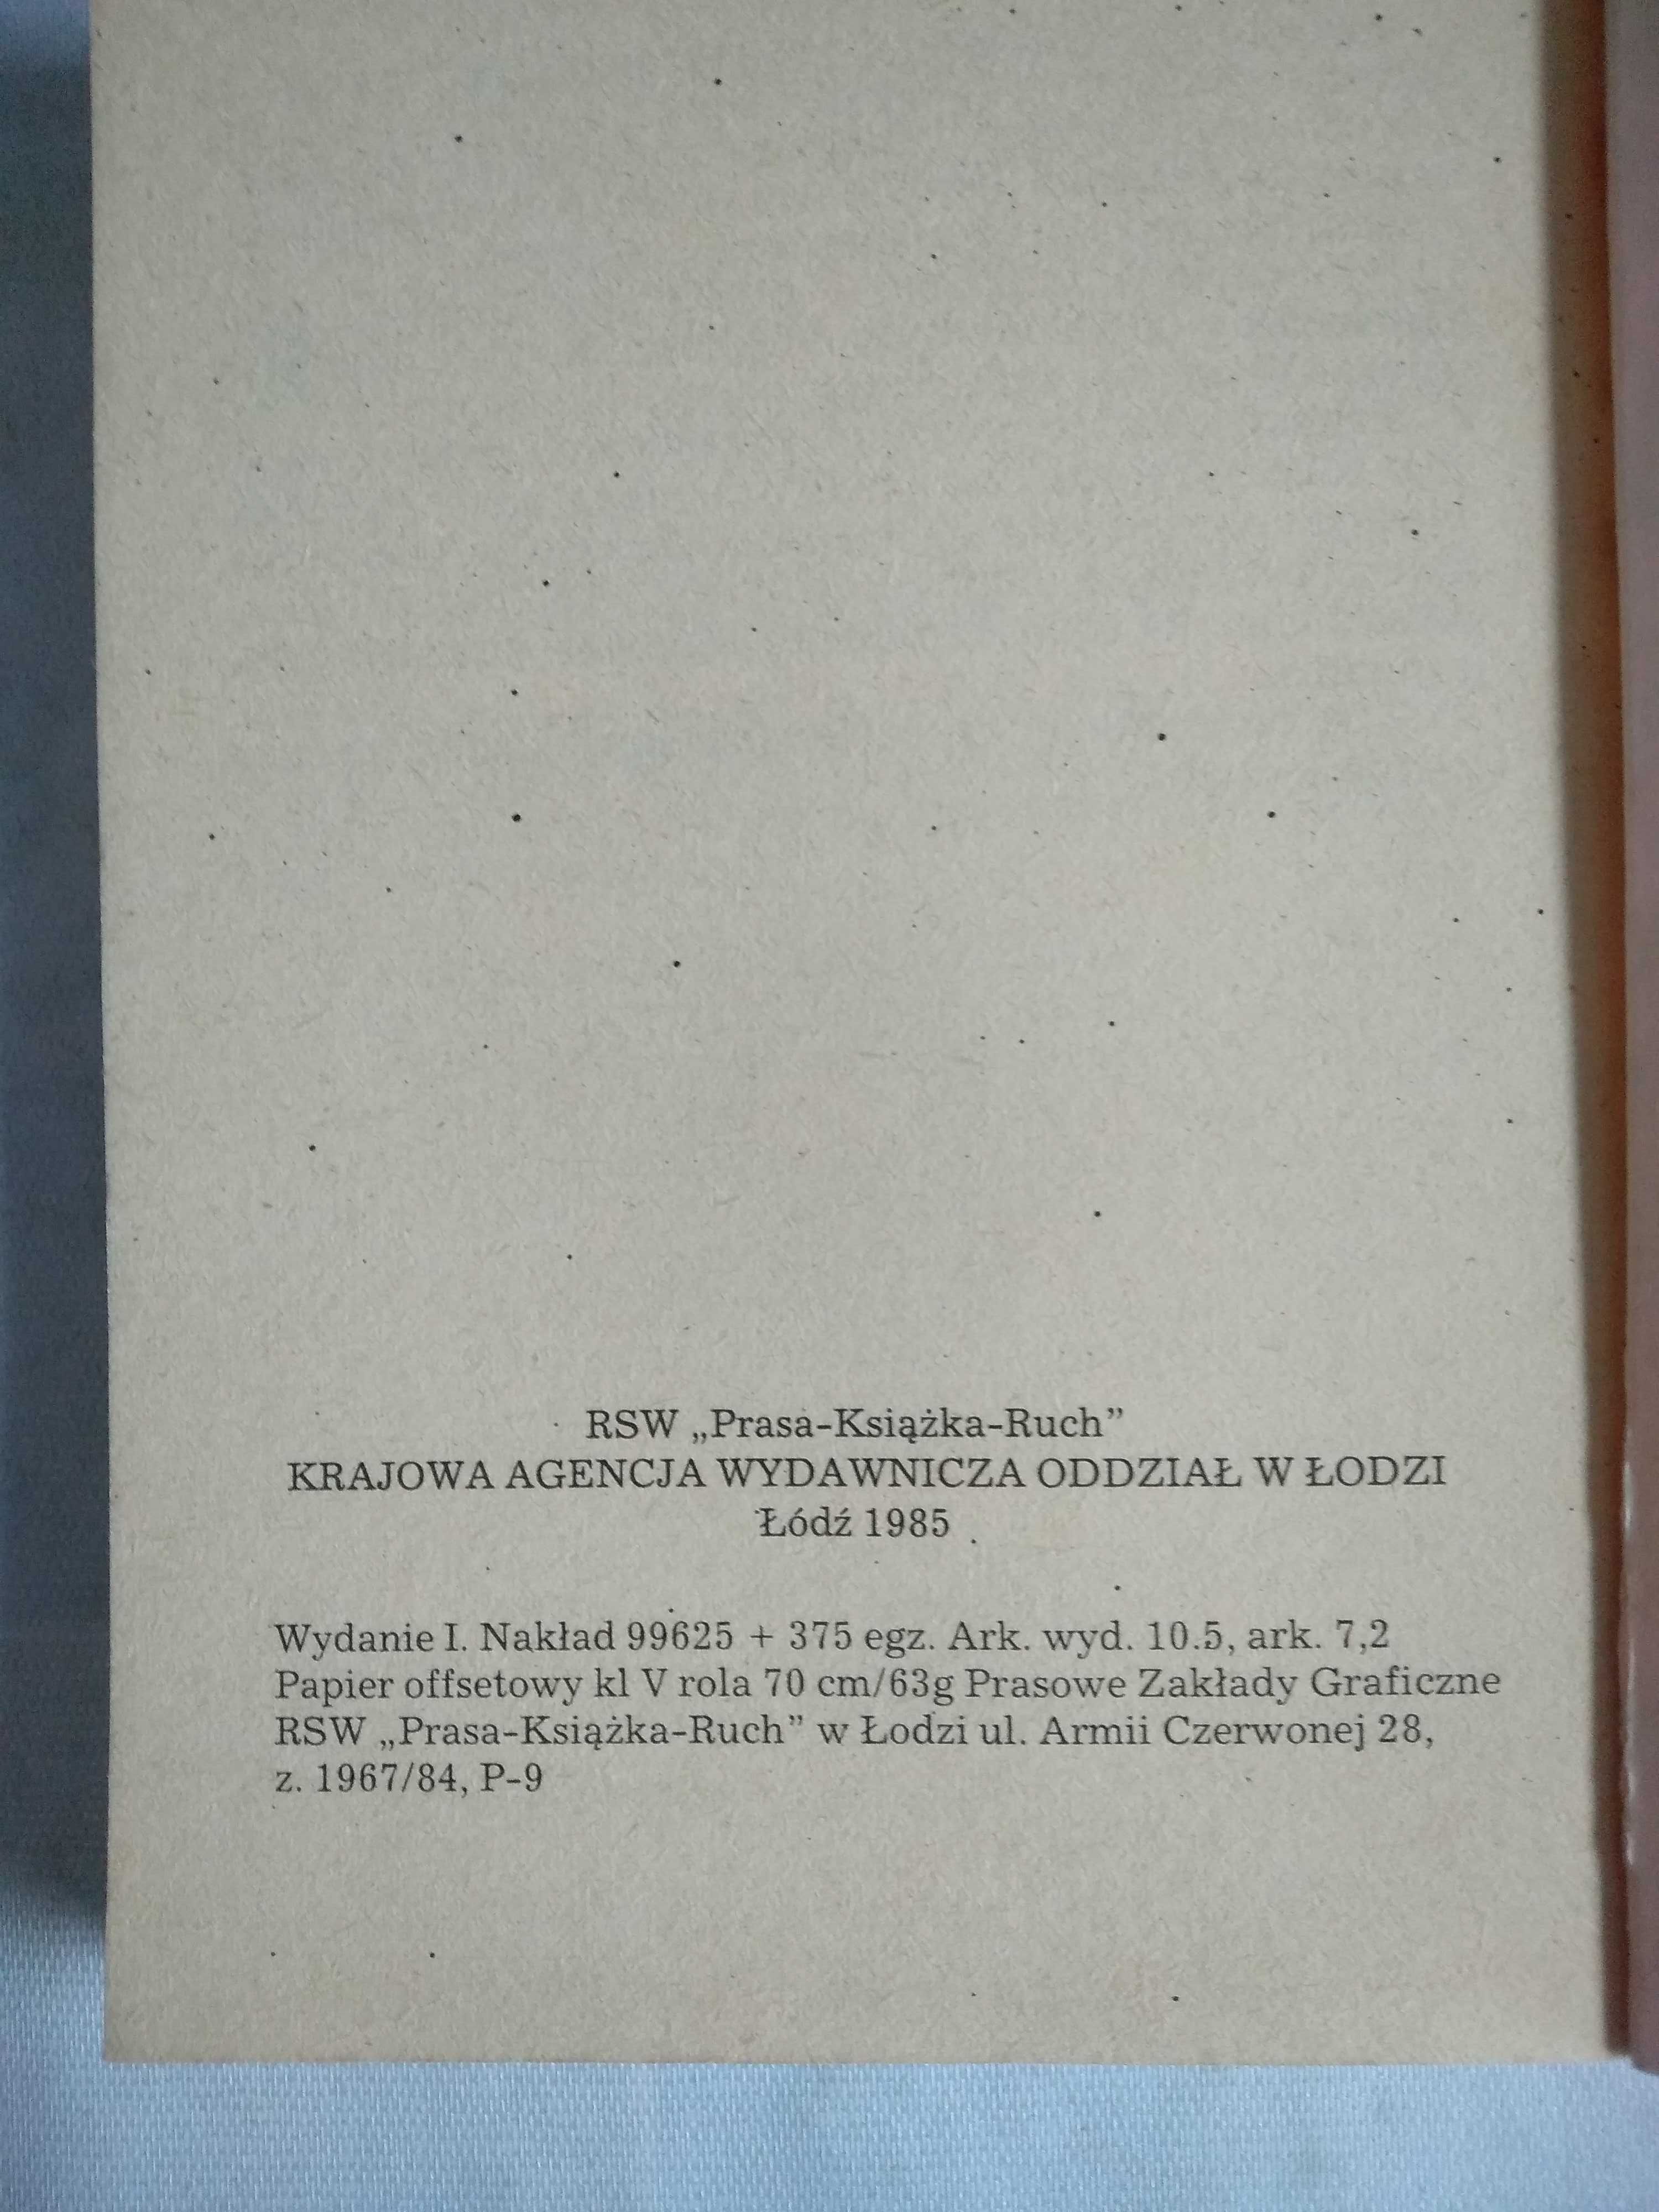 RSW „Prasa-Książka-Ruch”
KRAJOWA AGENCJA WYDAWNICZA ODDZIAŁ W ŁODZI
Łódź 1985
Wydanie I. Nakład 99625 + 375 egz. Ark. wyd. 10.5, ark. 7,2
Papier offsetowy kl V rola 70 cm/63g Prasowe Zakłady Graficzne
RSW „Prasa-Książka-Ruch” w Łodzi ul. Armii Czerwonej 28,
z. 1967/84, P-9